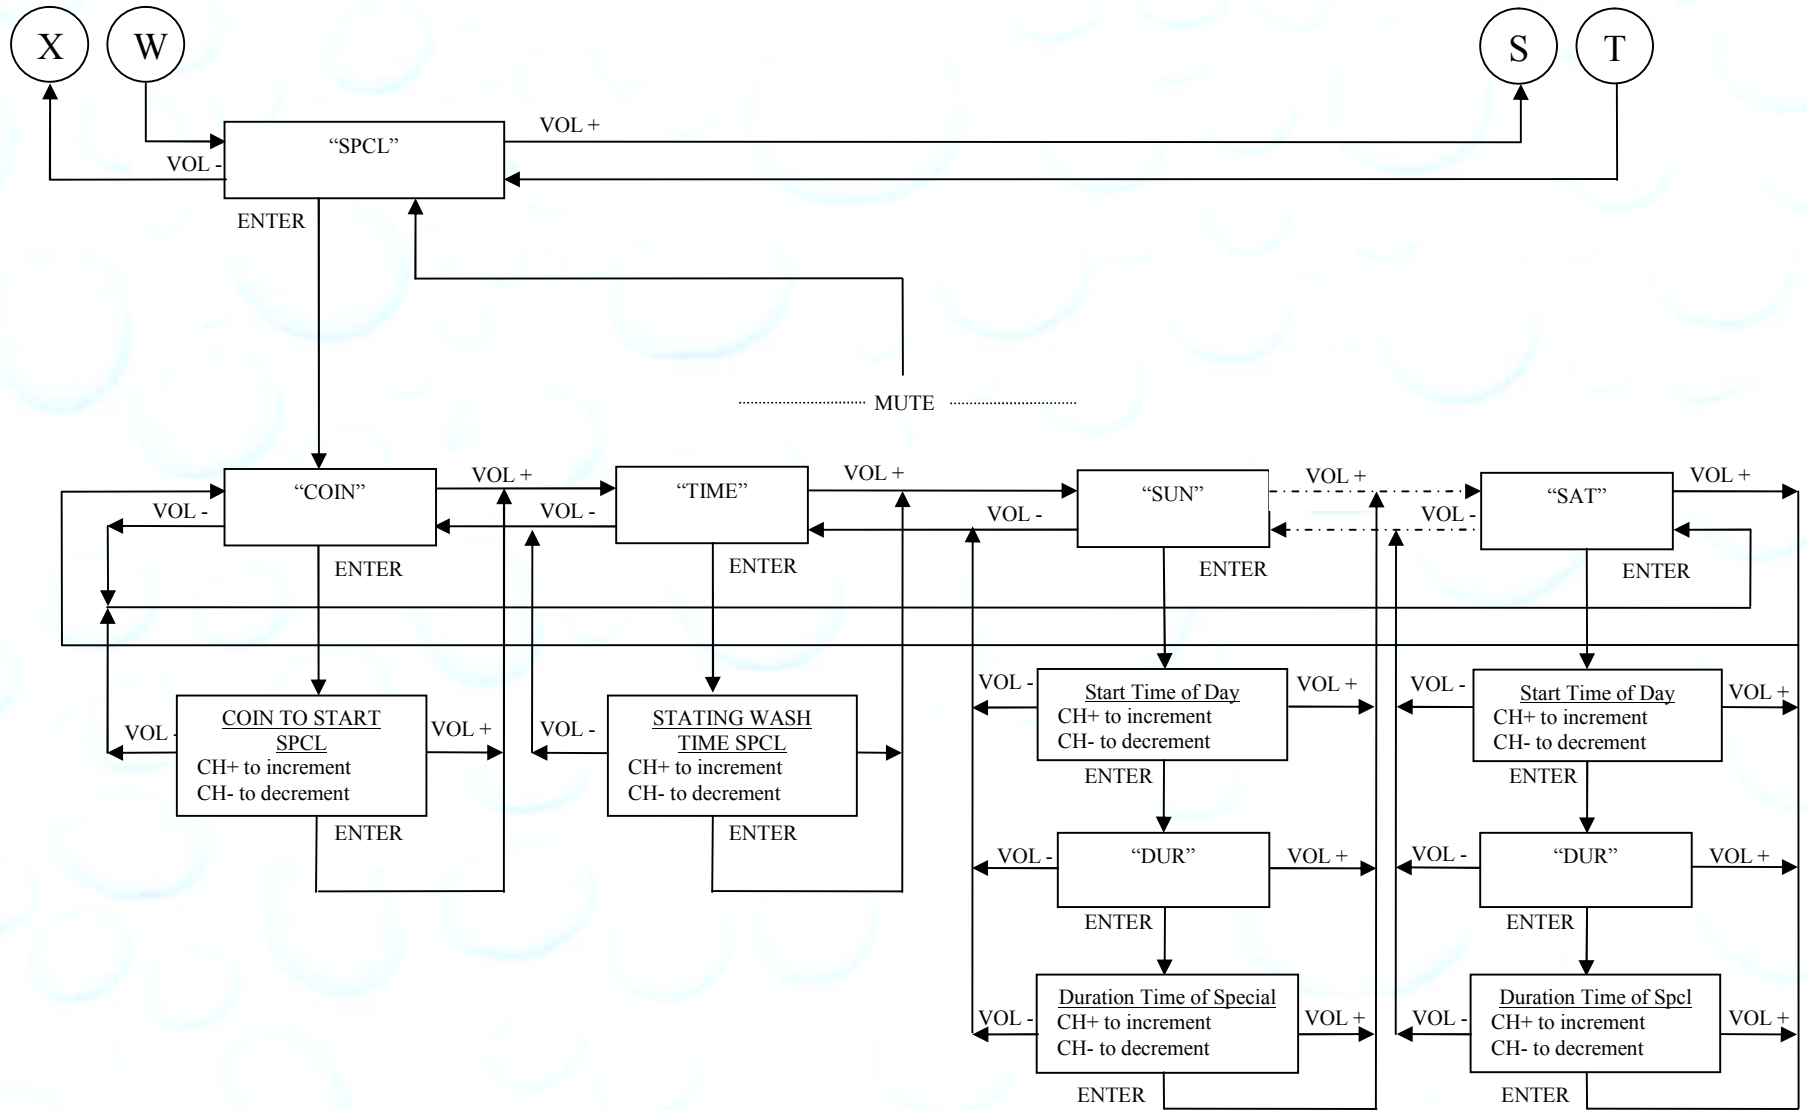 X W S T
VOL +
“SPCL”
VOL -
ENTER
MUTE
VOL + VOL + VOL + VOL +
“COIN” “TIME” “SUN” “SAT”
VOL - VOL - VOL - VOL -
ENTER ENTER ENTER ENTER
VOL - Start Time of Day VOL + VOL - Start Time of Day VOL +
CH+ to increment CH+ to increment
CH- to decrement CH- to decrement
ENTER ENTER
COIN TO START STATING WASH
VOL - SPCL VOL + VOL - TIME SPCL
CH+ to increment CH+ to increment
CH- to decrement CH- to decrement
ENTER ENTER
VOL - “DUR” VOL + VOL - “DUR” VOL +
ENTER ENTER
VOL - Duration Time of Special VOL + VOL - Duration Time of Spcl VOL +
CH+ to increment CH+ to increment
CH- to decrement CH- to decrement
ENTER ENTER